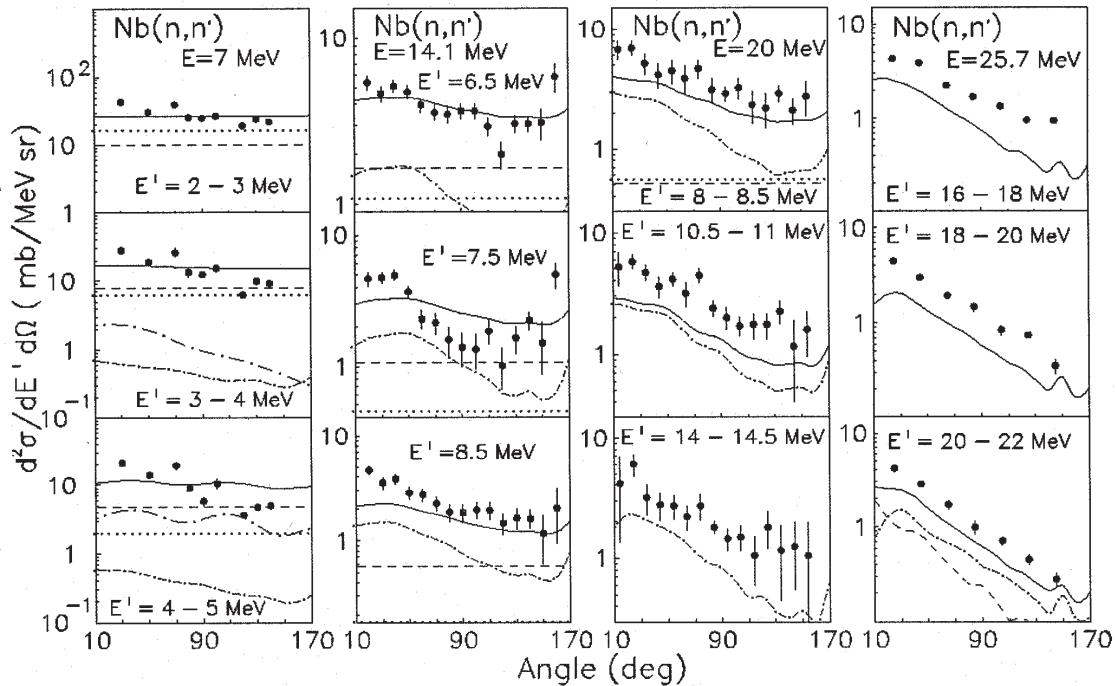 Nb(n,n')
E=7 MeV
10²
10
E' = 2 – 3 MeV
1
10
1
E' = 3 – 4 MeV
10⁻¹
10
1
E' = 4 – 5 MeV
10⁻¹
10 90 170
Nb(n,n')
E=14.1 MeV
E'=6.5 MeV
10
1
10
E'=7.5 MeV
1
10
E'=8.5 MeV
1
90 170
Nb(n,n')
E=20 MeV
10
1
E' = 8 – 8.5 MeV
10
E' = 10.5 – 11 MeV
1
10
E' = 14 – 14.5 MeV
1
10 90 170
Nb(n,n')
E=25.7 MeV
10
1
E' = 16 – 18 MeV
E' = 18 – 20 MeV
10
1
10
E' = 20 – 22 MeV
1
10 90 170
d²σ/dE' dΩ ( mb/MeV sr)
Angle (deg)